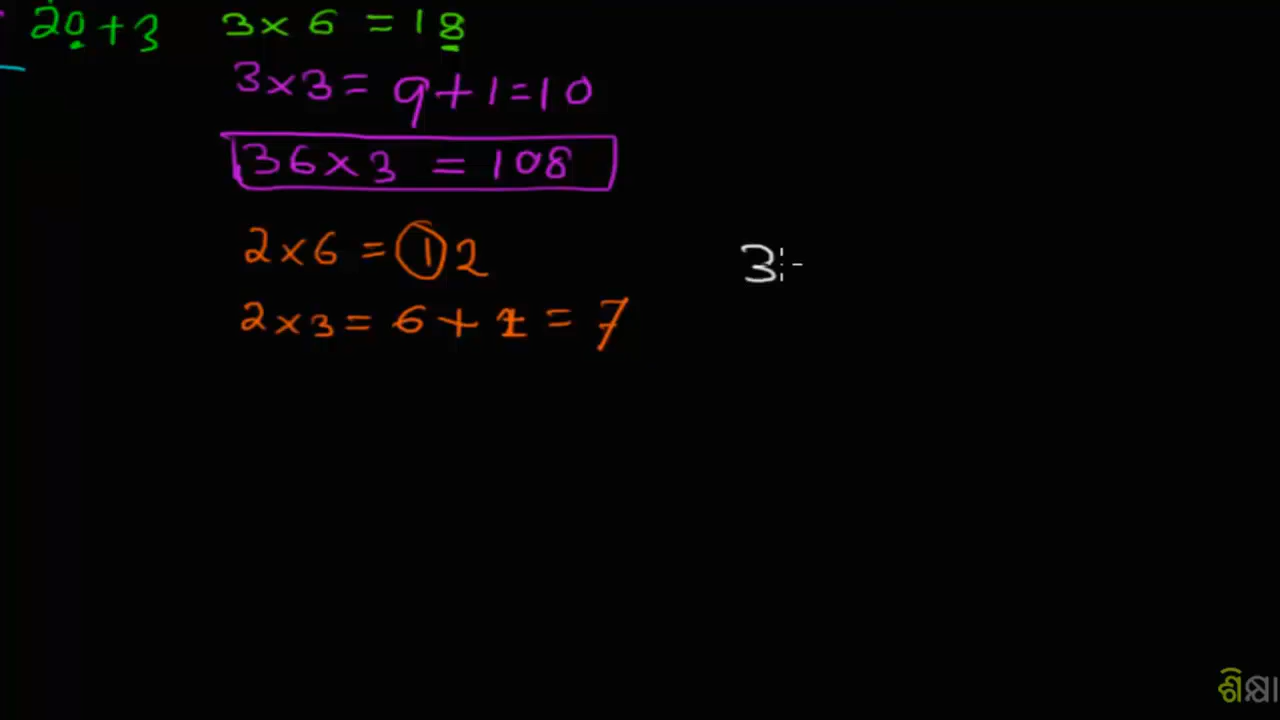 20 + 3
3 × 6 = 18
3 × 3 = 9 + 1 = 10
36 × 3 = 108
2 × 6 = 12
3
2 × 3 = 6 + 1 = 7
ଶିକ୍ଷା